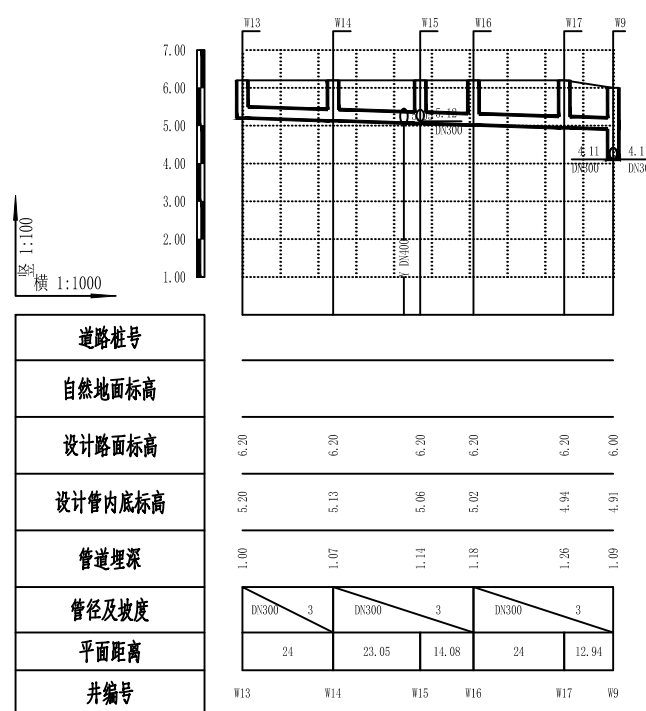 W13 W14 W15 W16 W17 W9
7.00
6.00
5.00
4.00
3.00
2.00
1.00
5.12
DN300
4.11
DN300
4.1
DN30
Y DN400
竖 1:100
横 1:1000
道路桩号
自然地面标高
设计路面标高 6.20 6.20 6.20 6.20 6.20 6.00
设计管内底标高 5.20 5.13 5.06 5.02 4.94 4.91
管道埋深 1.00 1.07 1.14 1.18 1.26 1.09
管径及坡度 DN300 3 DN300 3 DN300 3
平面距离 24 23.05 14.08 24 12.94
井编号 W13 W14 W15 W16 W17 W9